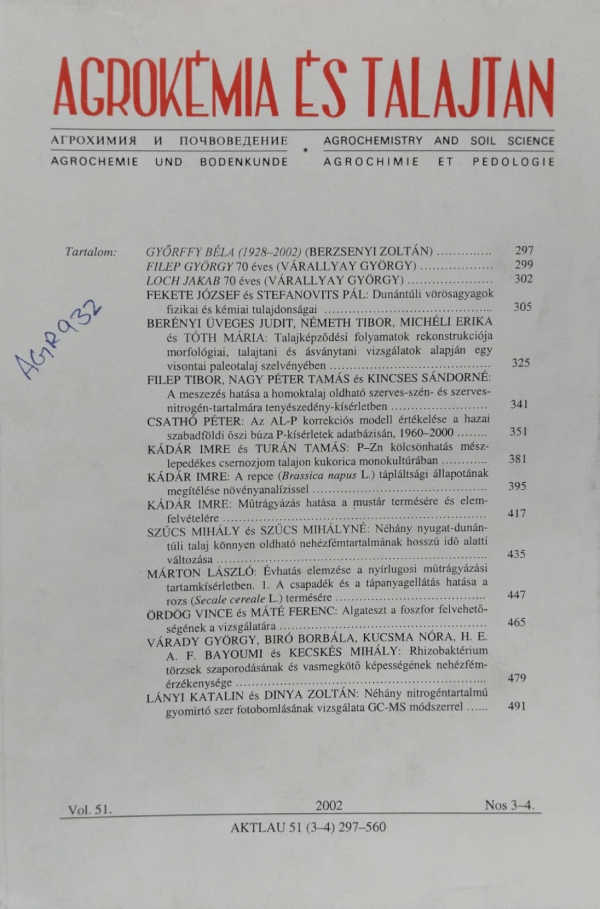 AGROKÉMIA ÉS TALAJTAN
АГРОХИМИЯ И ПОЧВОВЕДЕНИЕ • AGROCHEMISTRY AND SOIL SCIENCE
AGROCHEMIE UND BODENKUNDE AGROCHIMIE ET PEDOLOGIE
AGR932
Tartalom: GYŐRFFY BÉLA (1928–2002) (BERZSENYI ZOLTÁN) .............. 297
FILEP GYÖRGY 70 éves (VÁRALLYAY GYÖRGY) .................. 299
LOCH JAKAB 70 éves (VÁRALLYAY GYÖRGY) ..................... 302
FEKETE JÓZSEF és STEFANOVITS PÁL: Dunántúli vörösagyagok
fizikai és kémiai tulajdonságai ........................................... 305
BERÉNYI ÜVEGES JUDIT, NÉMETH TIBOR, MICHÉLI ERIKA
és TÓTH MÁRIA: Talajképződési folyamatok rekonstrukciója
morfológiai, talajtani és ásványtani vizsgálatok alapján egy
visontai paleotalaj szelvényében ........................................ 325
FILEP TIBOR, NAGY PÉTER TAMÁS és KINCSES SÁNDORNÉ:
A meszezés hatása a homoktalaj oldható szerves-szén- és szerves-
nitrogén-tartalmára tenyészedény-kísérletben ......................... 341
CSATHÓ PÉTER: Az AL-P korrekciós modell értékelése a hazai
szabadföldi őszi búza P-kísérletek adatbázisán, 1960–2000 ........ 351
KÁDÁR IMRE és TURÁN TAMÁS: P–Zn kölcsönhatás mész-
lepedékes csernozjom talajon kukorica monokultúrában ............ 381
KÁDÁR IMRE: A repce (Brassica napus L.) tápláltsági állapotának
megítélése növényanalízissel ............................................. 395
KÁDÁR IMRE: Műtrágyázás hatása a mustár termésére és elem-
felvételére ................................................................... 417
SZŰCS MIHÁLY és SZŰCS MIHÁLYNÉ: Néhány nyugat-dunán-
túli talaj könnyen oldható nehézfémtartalmának hosszú idő alatti
változása ..................................................................... 435
MÁRTON LÁSZLÓ: Évhatás elemzése a nyírlugosi műtrágyázási
tartamkísérletben. 1. A csapadék és a tápanyagellátás hatása a
rozs (Secale cereale L.) termésére ....................................... 447
ÖRDÖG VINCE és MÁTÉ FERENC: Algateszt a foszfor felvehető-
ségének a vizsgálatára ..................................................... 465
VÁRADY GYÖRGY, BIRÓ BORBÁLA, KUCSMA NÓRA, H. E.
A. F. BAYOUMI és KECSKÉS MIHÁLY: Rhizobaktérium
törzsek szaporodásának és vasmegkötő képességének nehézfém-
érzékenysége ................................................................ 479
LÁNYI KATALIN és DINYA ZOLTÁN: Néhány nitrogéntartalmú
gyomirtó szer fotobomlásának vizsgálata GC-MS módszerrel ...... 491
Vol. 51. 2002 Nos 3–4.
AKTLAU 51 (3–4) 297–560